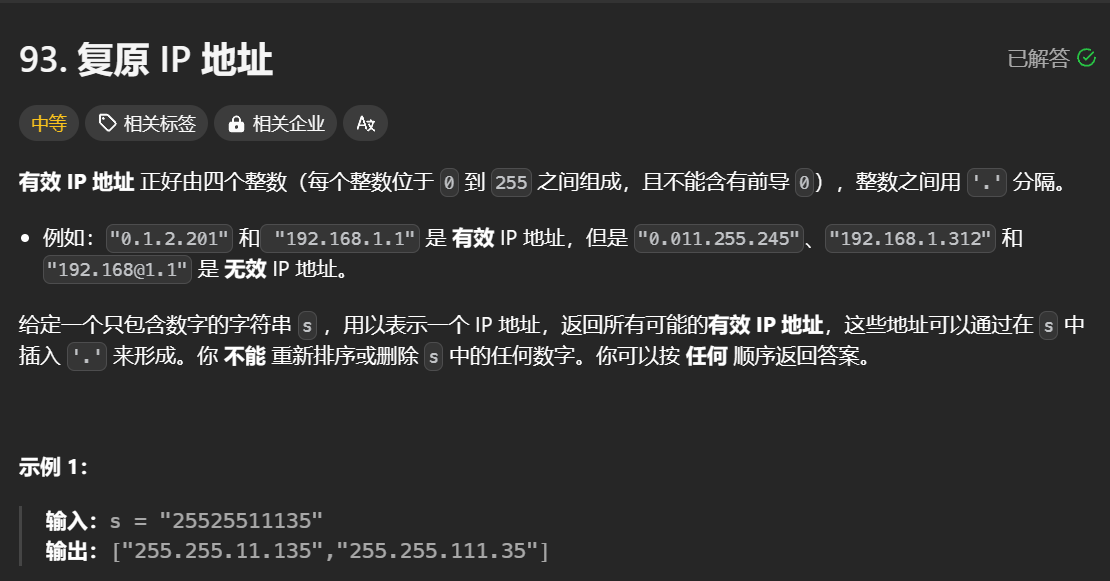 93. 复原 IP 地址
已解答
中等 相关标签 相关企业
有效 IP 地址 正好由四个整数（每个整数位于 0 到 255 之间组成，且不能含有前导 0），整数之间用 '.' 分隔。
例如："0.1.2.201" 和 "192.168.1.1" 是 有效 IP 地址，但是 "0.011.255.245"、"192.168.1.312" 和
"192.168@1.1" 是 无效 IP 地址。
给定一个只包含数字的字符串 s ，用以表示一个 IP 地址，返回所有可能的有效 IP 地址，这些地址可以通过在 s 中
插入 '.' 来形成。你 不能 重新排序或删除 s 中的任何数字。你可以按 任何 顺序返回答案。
示例 1：
输入：s = "25525511135"
输出：["255.255.11.135","255.255.111.35"]